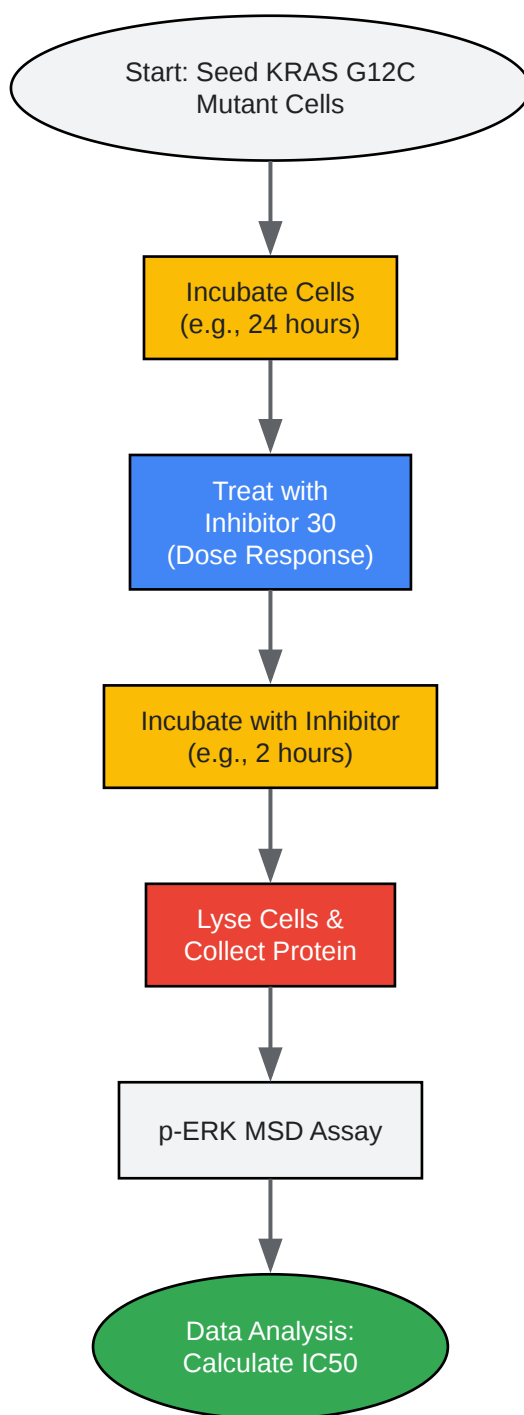 Start: Seed KRAS G12C
Mutant Cells
Incubate Cells
(e.g., 24 hours)
Treat with
Inhibitor 30
(Dose Response)
Incubate with Inhibitor
(e.g., 2 hours)
Lyse Cells &
Collect Protein
p-ERK MSD Assay
Data Analysis:
Calculate IC50